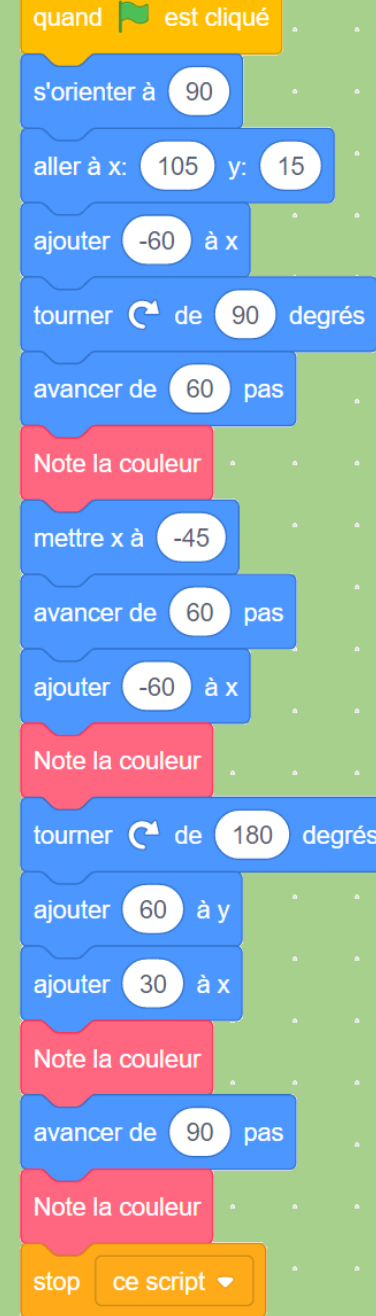 quand est cliqué
s'orienter à 90
aller à x: 105 y: 15
ajouter -60 à x
tourner de 90 degrés
avancer de 60 pas
Note la couleur
mettre x à -45
avancer de 60 pas
ajouter -60 à x
Note la couleur
tourner de 180 degrés
ajouter 60 à y
ajouter 30 à x
Note la couleur
avancer de 90 pas
Note la couleur
stop ce script